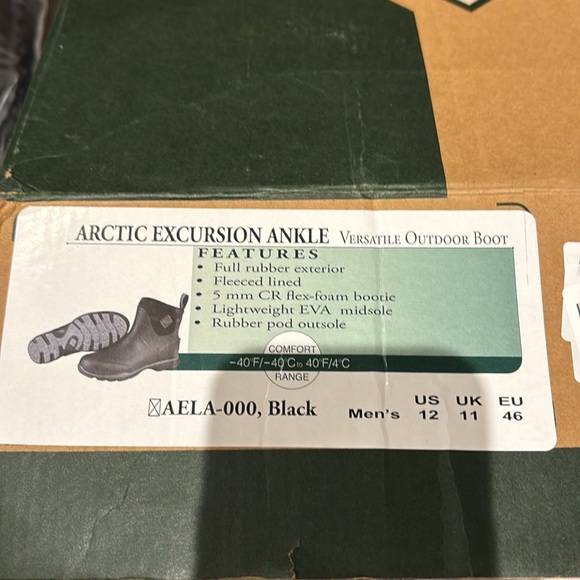 ARCTIC EXCURSION ANKLE VERSATILE OUTDOOR BOOT
FEATURES
• Full rubber exterior
• Fleeced lined
• 5 mm CR flex-foam bootie
• Lightweight EVA midsole
• Rubber pod outsole
COMFORT
-40°F/-40°C to 40°F/4°C
RANGE
AELA-000, Black
US UK EU
Men's 12 11 46